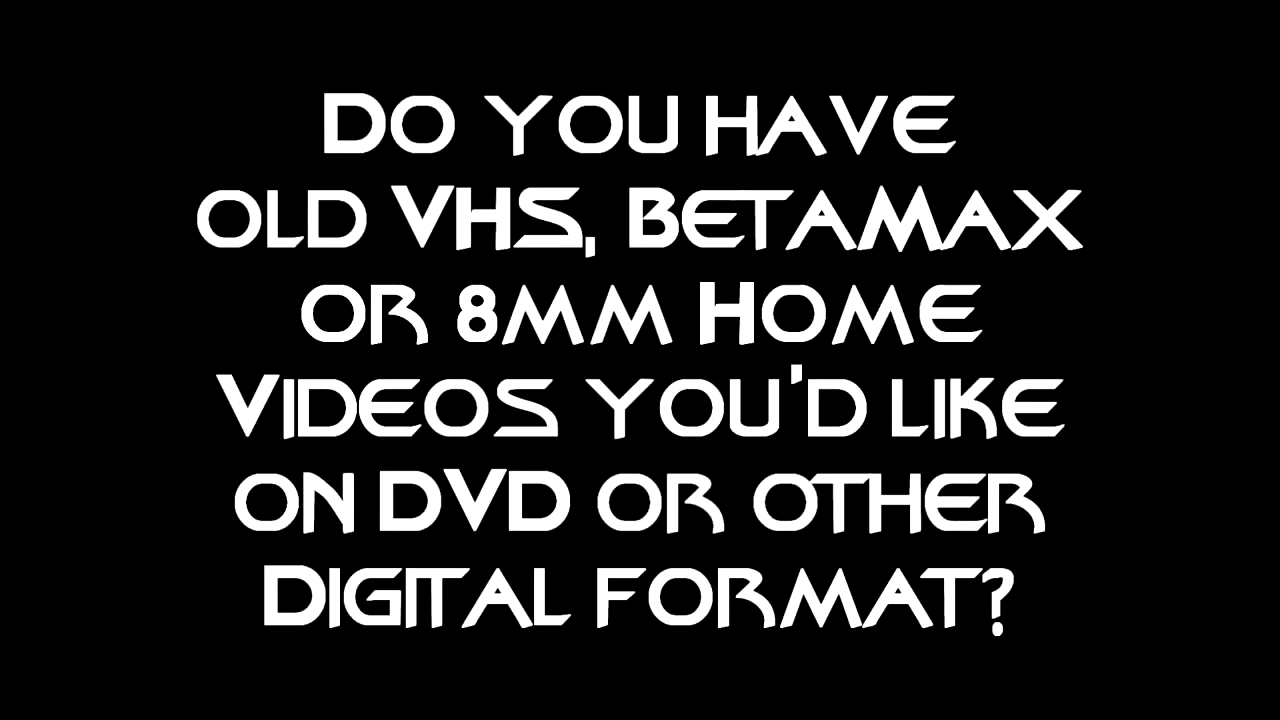 Do you have
old VHS, Betamax
or 8mm Home
Videos you'd like
on DVD or other
Digital format?